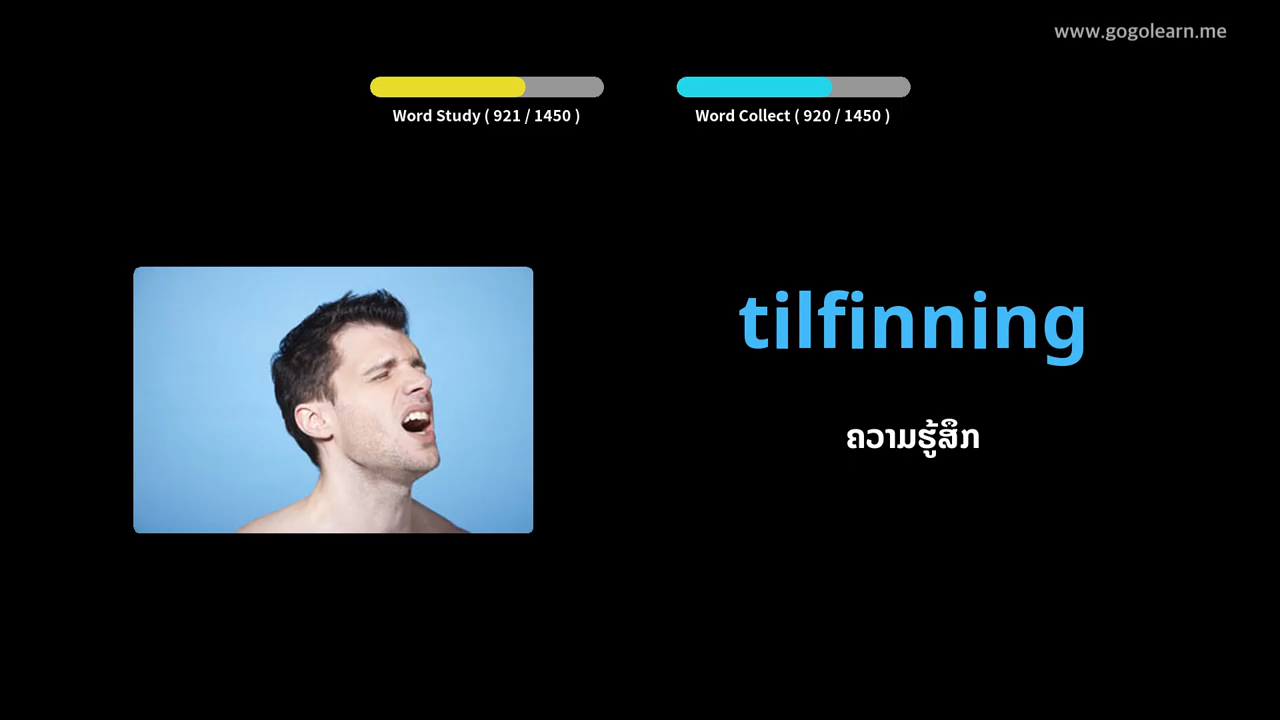 www.gogolearn.me
Word Study ( 921 / 1450 )
Word Collect ( 920 / 1450 )
tilfinning
ຄວາມຮູ້ສຶກ